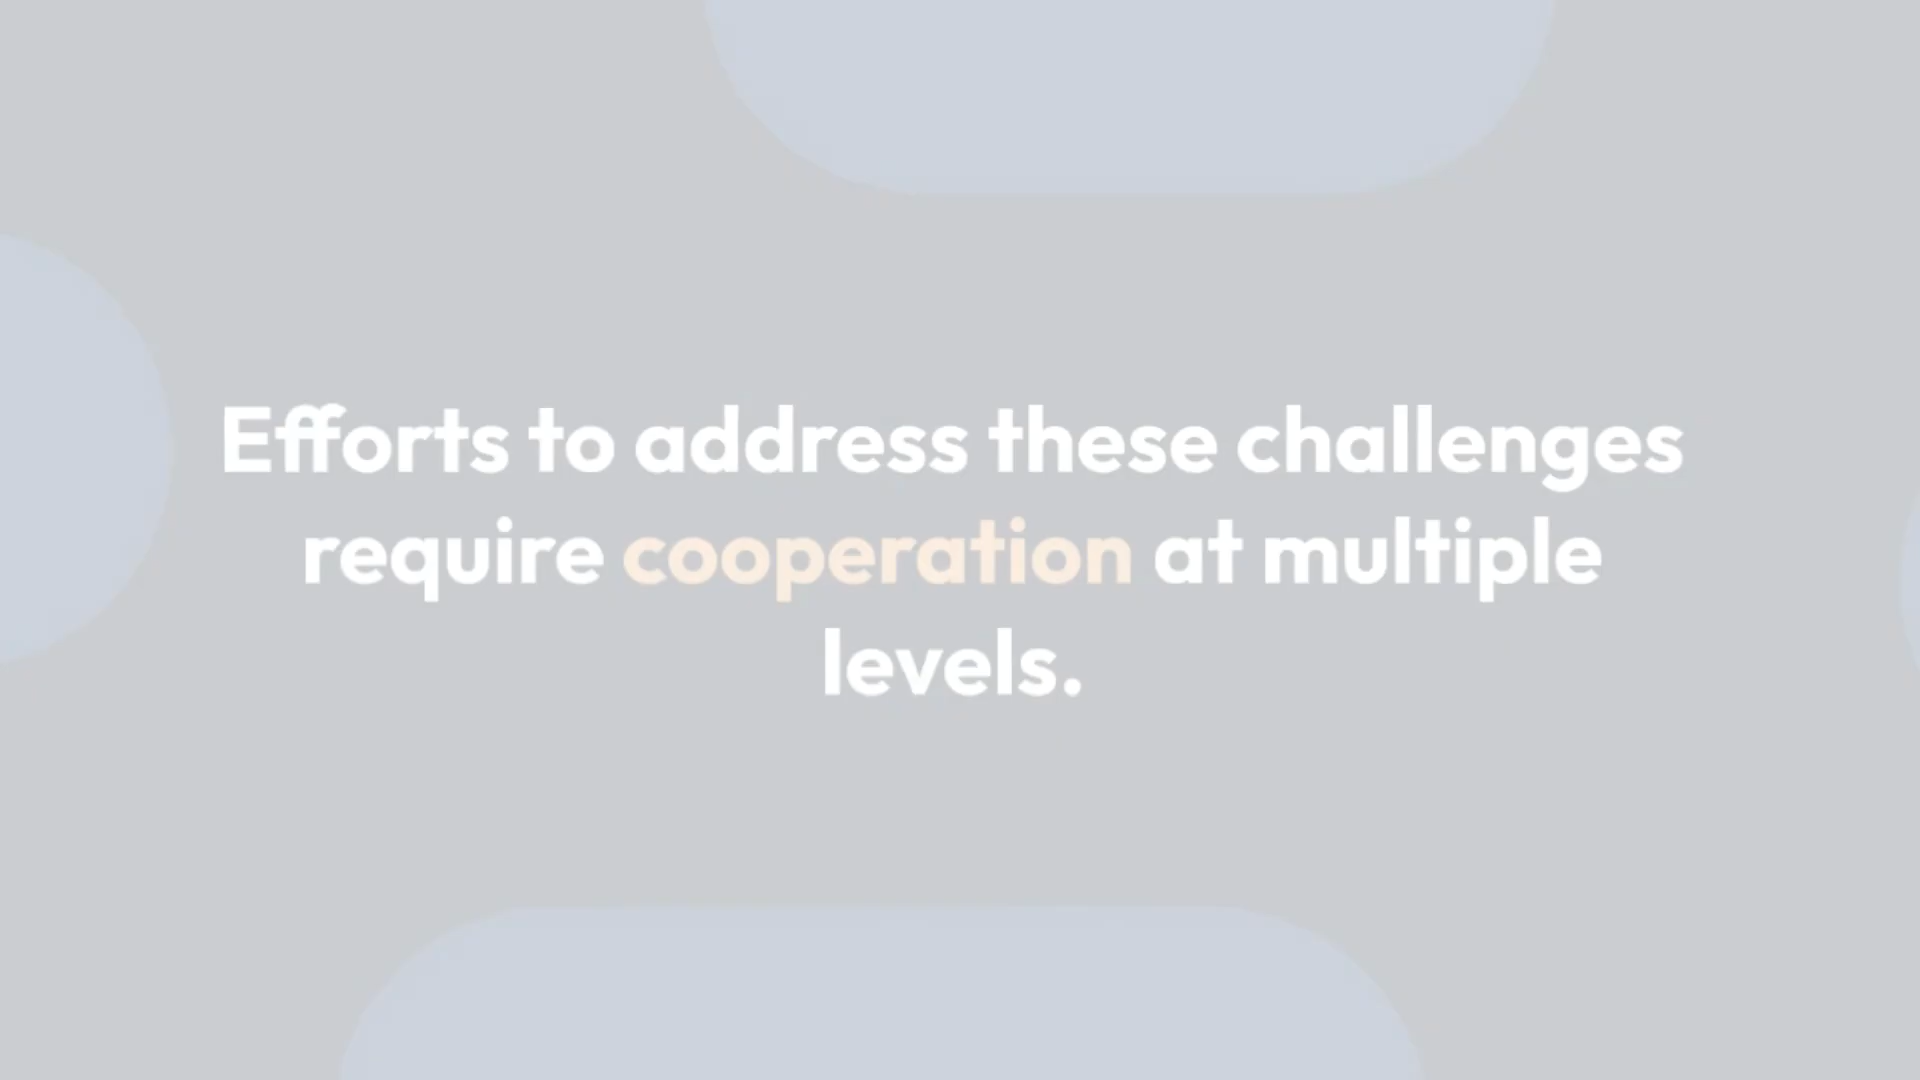 Efforts to address these challenges
require cooperation at multiple
levels.